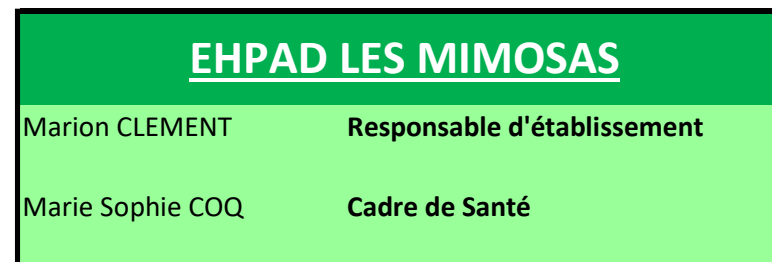 EHPAD LES MIMOSAS
Marion CLEMENT Responsable d'établissement
Marie Sophie COQ Cadre de Santé